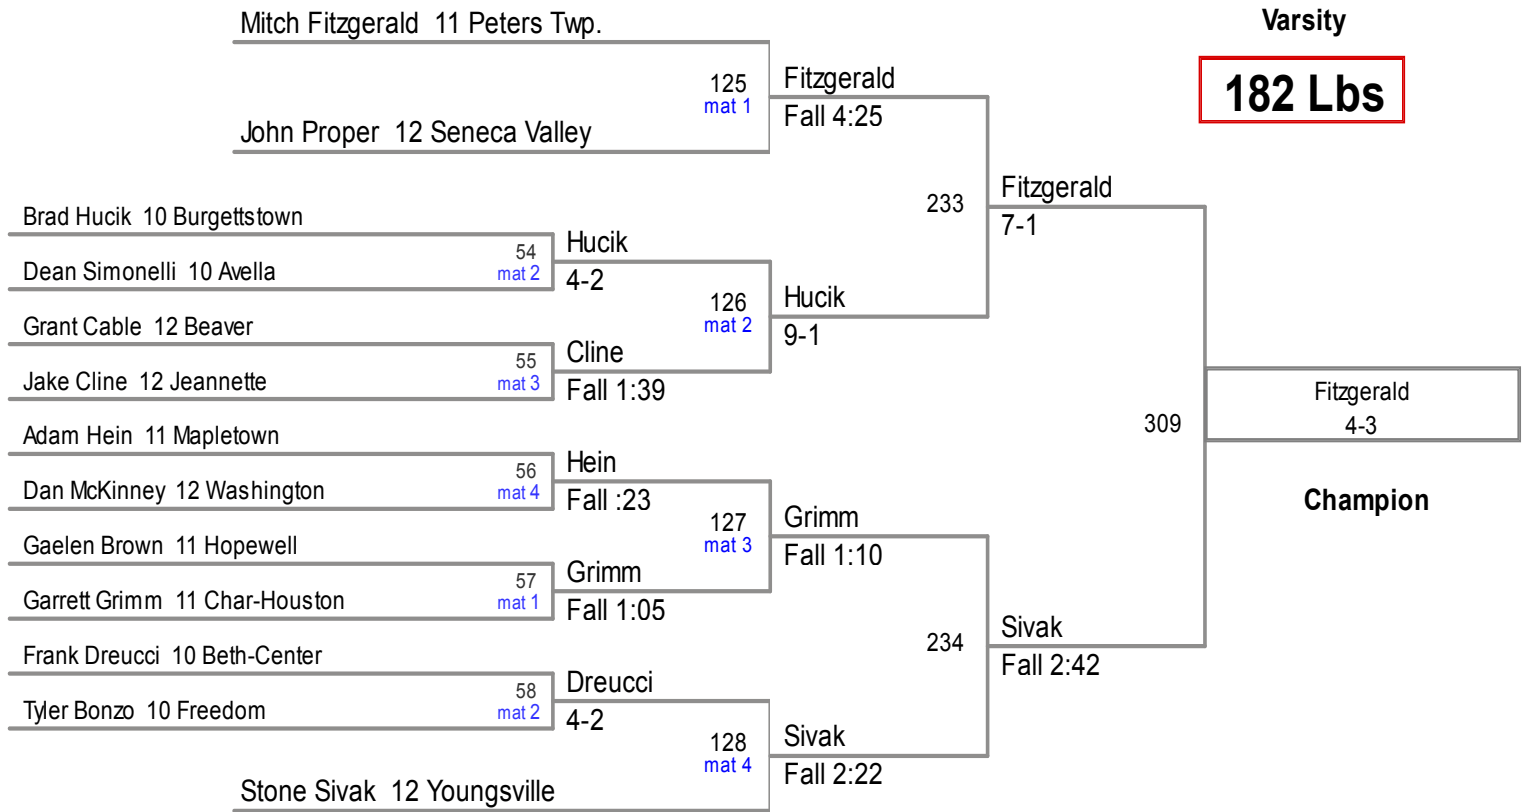 Mitch Fitzgerald 11 Peters Twp.
Varsity
125
mat 1
Fitzgerald
Fall 4:25
182 Lbs
John Proper 12 Seneca Valley
233
Fitzgerald
7-1
Brad Hucik 10 Burgettstown
54
mat 2
Hucik
4-2
Dean Simonelli 10 Avella
126
mat 2
Hucik
9-1
Grant Cable 12 Beaver
55
mat 3
Cline
Fall 1:39
Jake Cline 12 Jeannette
309
Fitzgerald
4-3
Champion
Adam Hein 11 Mapletown
56
mat 4
Hein
Fall :23
Dan McKinney 12 Washington
127
mat 3
Grimm
Fall 1:10
Gaelen Brown 11 Hopewell
57
mat 1
Grimm
Fall 1:05
Garrett Grimm 11 Char-Houston
234
Sivak
Fall 2:42
Frank Dreucci 10 Beth-Center
58
mat 2
Dreucci
4-2
Tyler Bonzo 10 Freedom
128
mat 4
Sivak
Fall 2:22
Stone Sivak 12 Youngsville